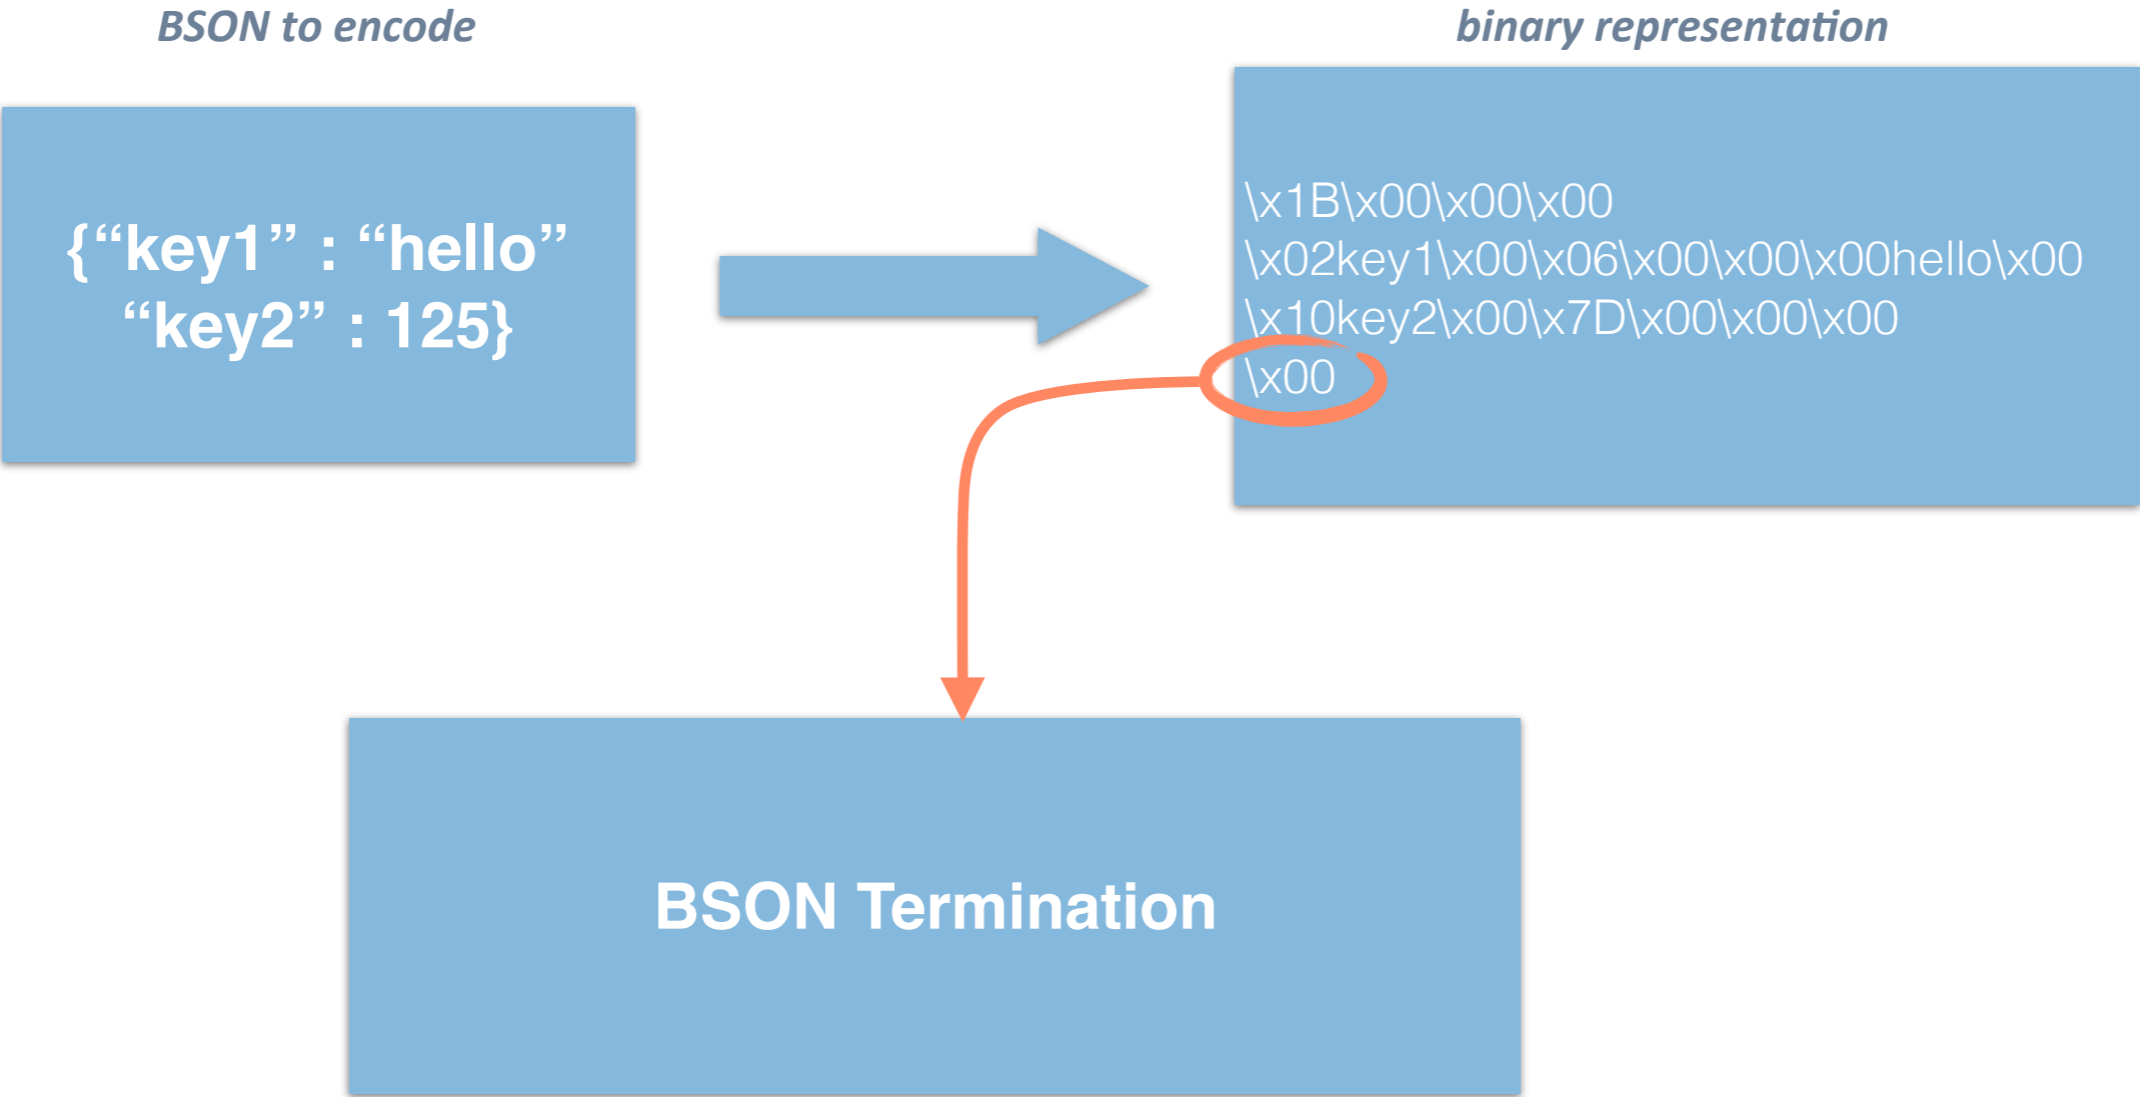 BSON to encode
binary representation
{“key1” : “hello”
“key2” : 125}
\x1B\x00\x00\x00
\x02key1\x00\x06\x00\x00\x00hello\x00
\x10key2\x00\x7D\x00\x00\x00
\x00
BSON Termination